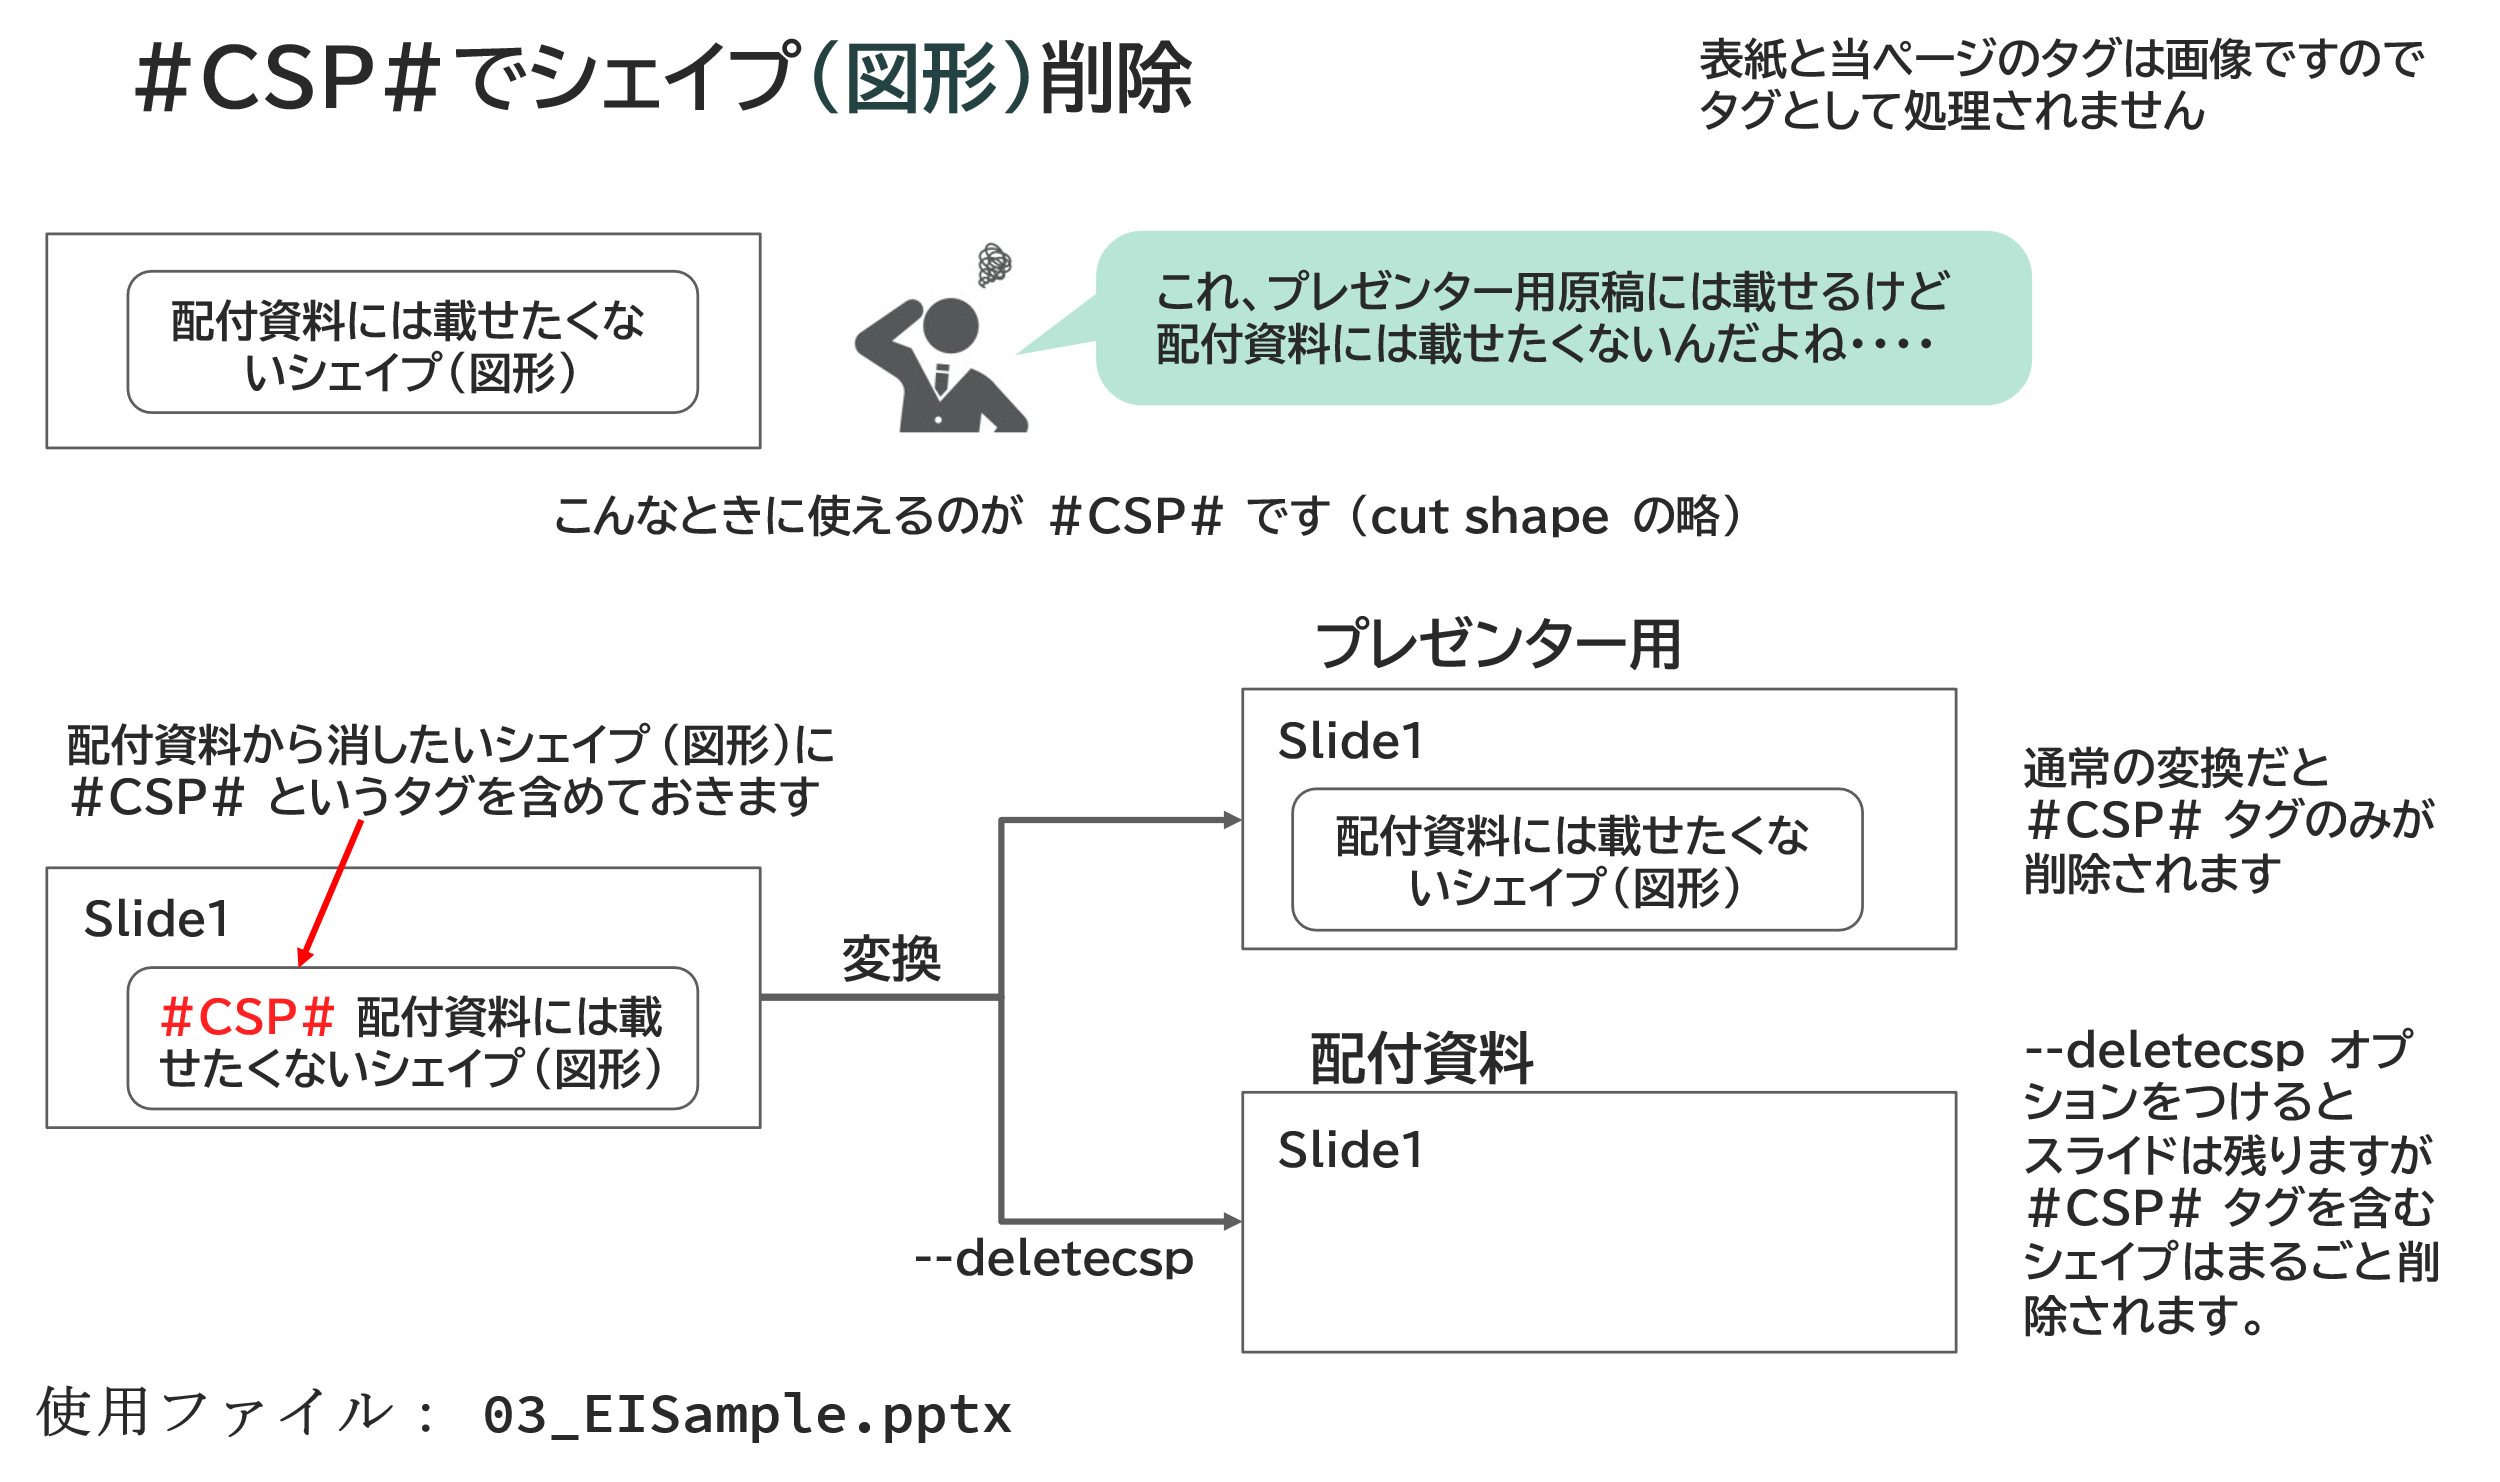 #CSP#でシェイプ(図形)削除
表紙と当ページのタグは画像ですので
タグとして処理されません
配付資料には載せたくな
いシェイプ(図形)
これ、プレゼンター用原稿には載せるけど
配付資料には載せたくないんだよね・・・・
こんなときに使えるのが #CSP# です(cut shape の略)
配付資料から消したいシェイプ(図形)に
#CSP# というタグを含めておきます
Slide1
#CSP# 配付資料には載
せたくないシェイプ(図形)
変換
プレゼンター用
Slide1
配付資料には載せたくな
いシェイプ(図形)
通常の変換だと
#CSP# タグのみが
削除されます
配付資料
Slide1
--deletecsp
--deletecsp オプ
ションをつけると
スライドは残りますが
#CSP# タグを含む
シェイプはまるごと削
除されます。
使用ファイル: 03_EISample.pptx